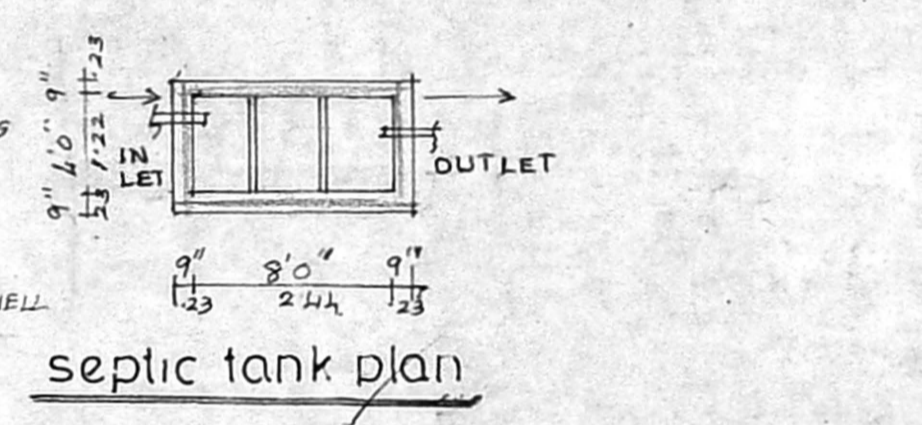 9" 4'0" 9"
.23 1.22 .23
IN
LET
OUTLET
9" 8'0" 9"
.23 2.44 .23
septic tank plan